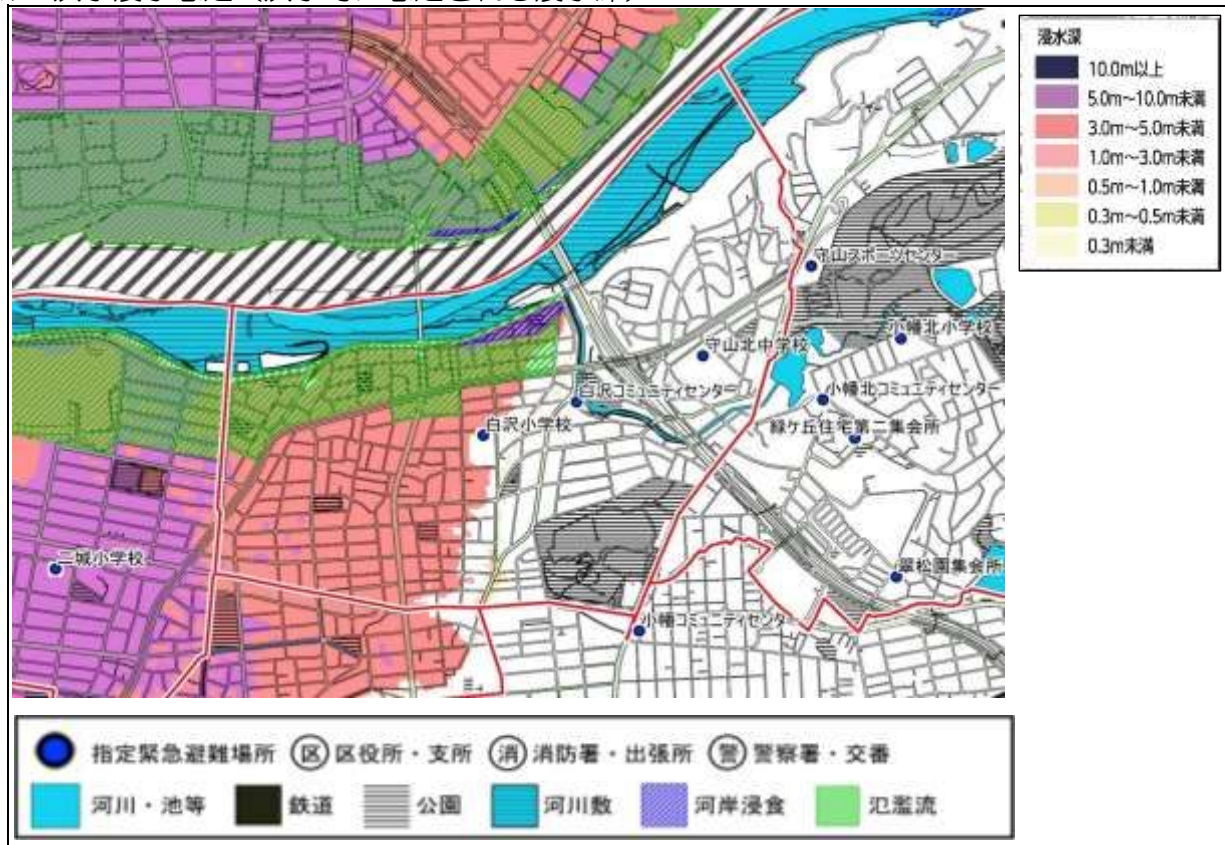 浸水深
10.0m以上
5.0m～10.0m未満
3.0m～5.0m未満
1.0m～3.0m未満
0.5m～1.0m未満
0.3m～0.5m未満
0.3m未満
守山スポーツセンター
小幡北小学校
守山北中学校
白沢コミュニティセンター
小幡北コミュニティセンター
白沢小学校
緑ケ丘住宅第二集会所
二城小学校
翠松園集会所
小幡コミュニティセンター
指定緊急避難場所 区 区役所・支所 消 消防署・出張所 警 警察署・交番
河川・池等 鉄道 公園 河川敷 河岸浸食 氾濫流